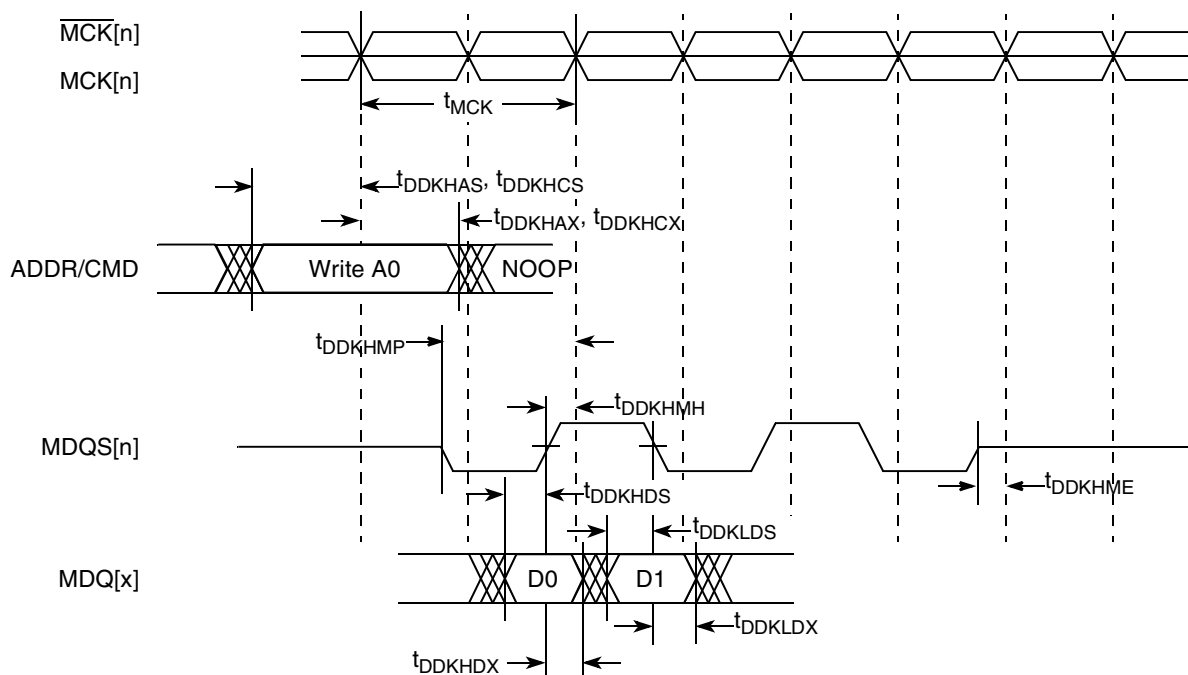 MCK[n]
MCK[n]
tMCK
tDDKHAS, tDDKHCS
tDDKHAX, tDDKHCX
ADDR/CMD
Write A0
NOOP
tDDKHMP
tDDKHMH
MDQS[n]
tDDKHME
tDDKHDS
tDDKLDS
MDQ[x]
D0
D1
tDDKLDX
tDDKHDX